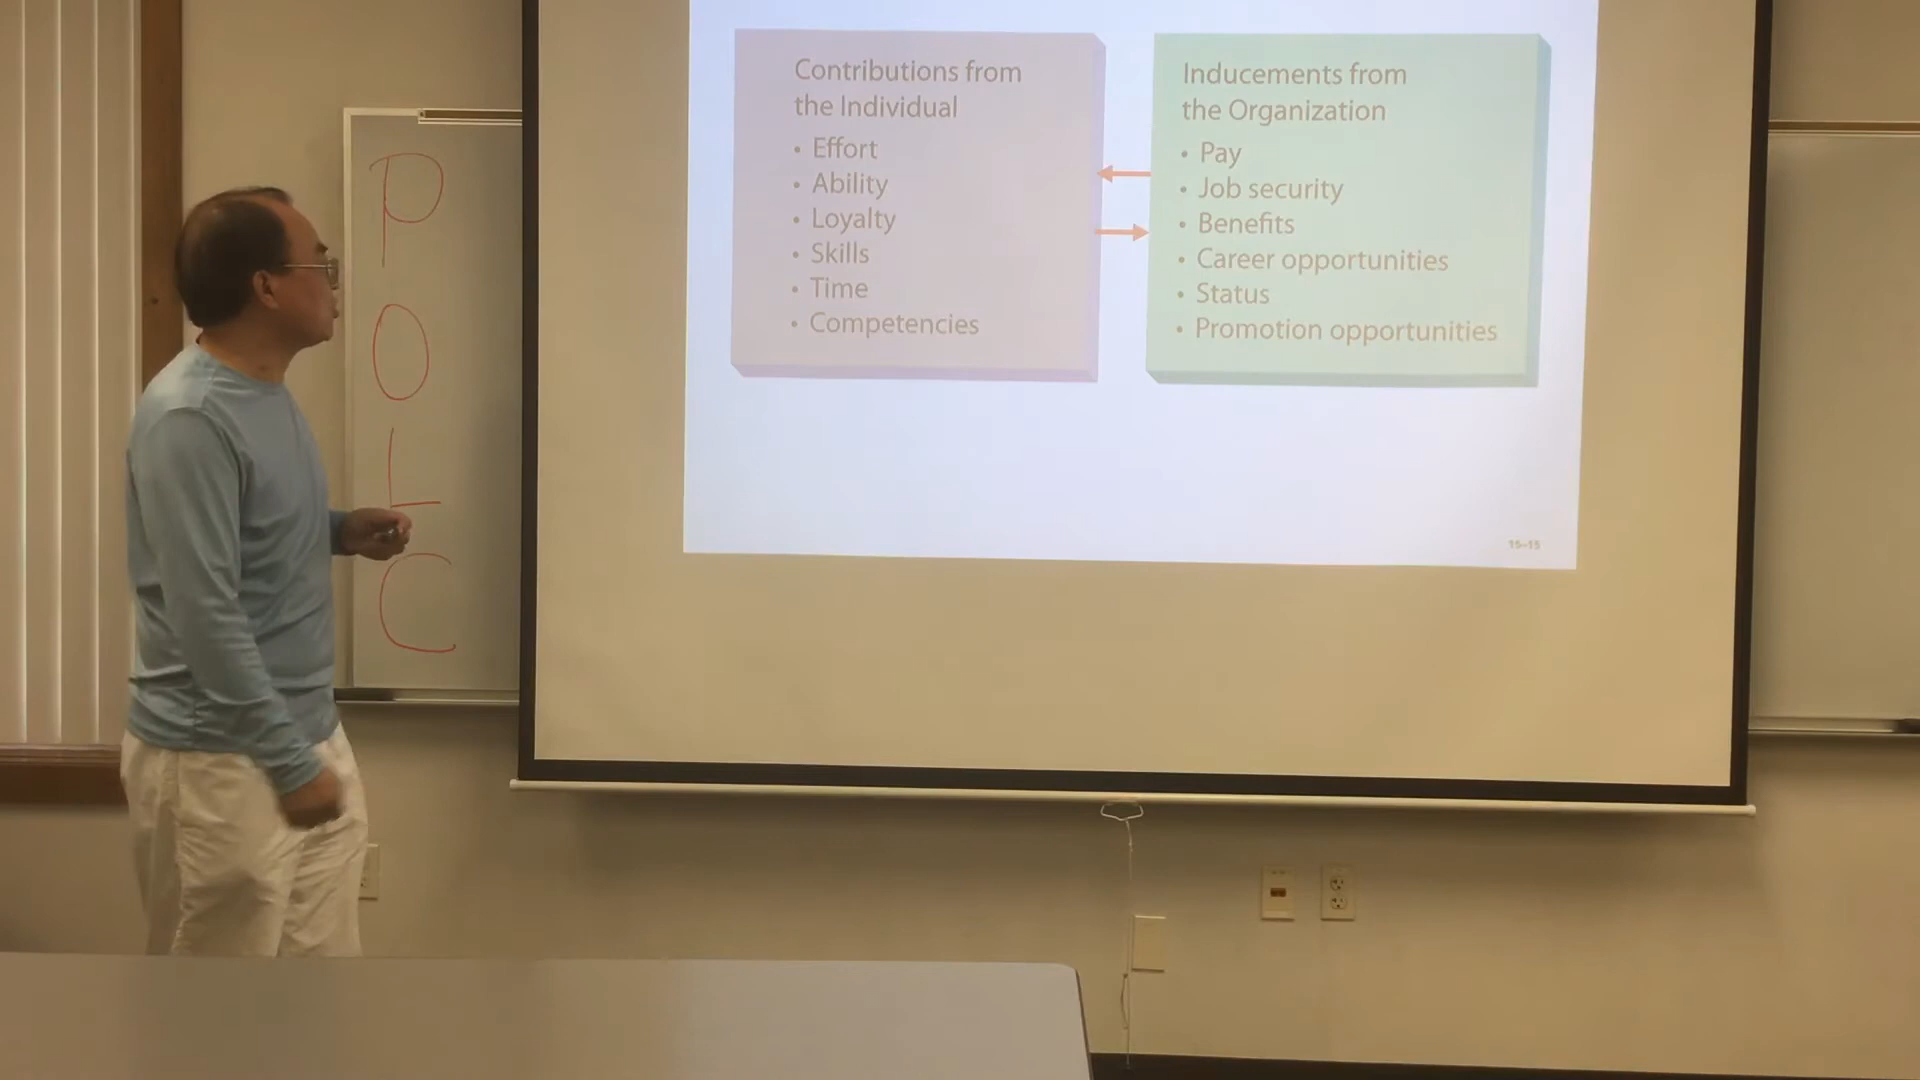 P
O
L
C
Contributions from
the Individual
• Effort
• Ability
• Loyalty
• Skills
• Time
• Competencies
Inducements from
the Organization
• Pay
• Job security
• Benefits
• Career opportunities
• Status
• Promotion opportunities
15–15